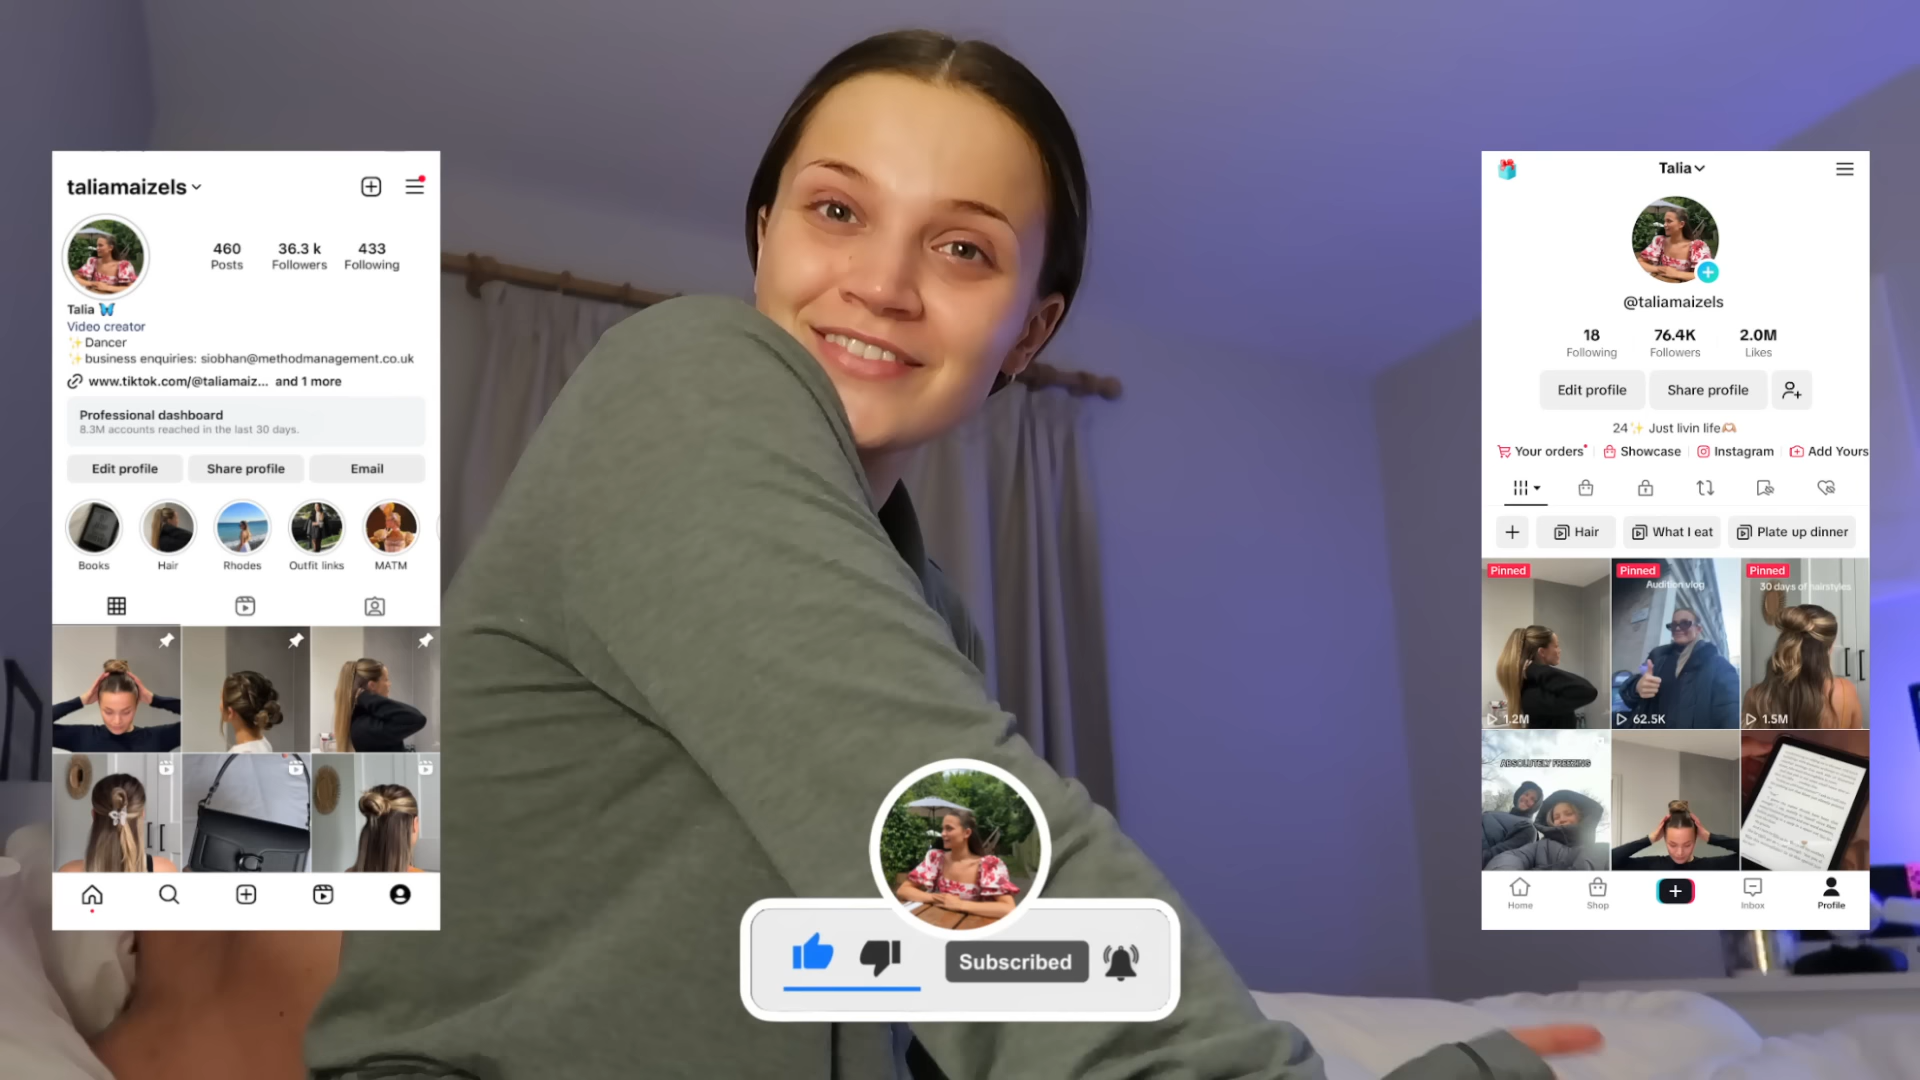 taliamaizels
460
Posts
36.3 k
Followers
433
Following
Talia
Video creator
✨Dancer
✨business enquiries: siobhan@methodmanagement.co.uk
www.tiktok.com/@taliamaiz... and 1 more
Professional dashboard
8.3M accounts reached in the last 30 days.
Edit profile
Share profile
Email
Books
Hair
Rhodes
Outfit links
MATM
Subscribed
Talia
@taliamaizels
18
Following
76.4K
Followers
2.0M
Likes
Edit profile
Share profile
24✨ Just livin life🫶🏼
Your orders
Showcase
Instagram
Add Yours
Hair
What I eat
Plate up dinner
Pinned
Pinned
Audition vlog
Pinned
30 days of hairstyles
1.2M
62.5K
1.5M
ABSOLUTELY FREEZING
Home
Shop
Inbox
Profile